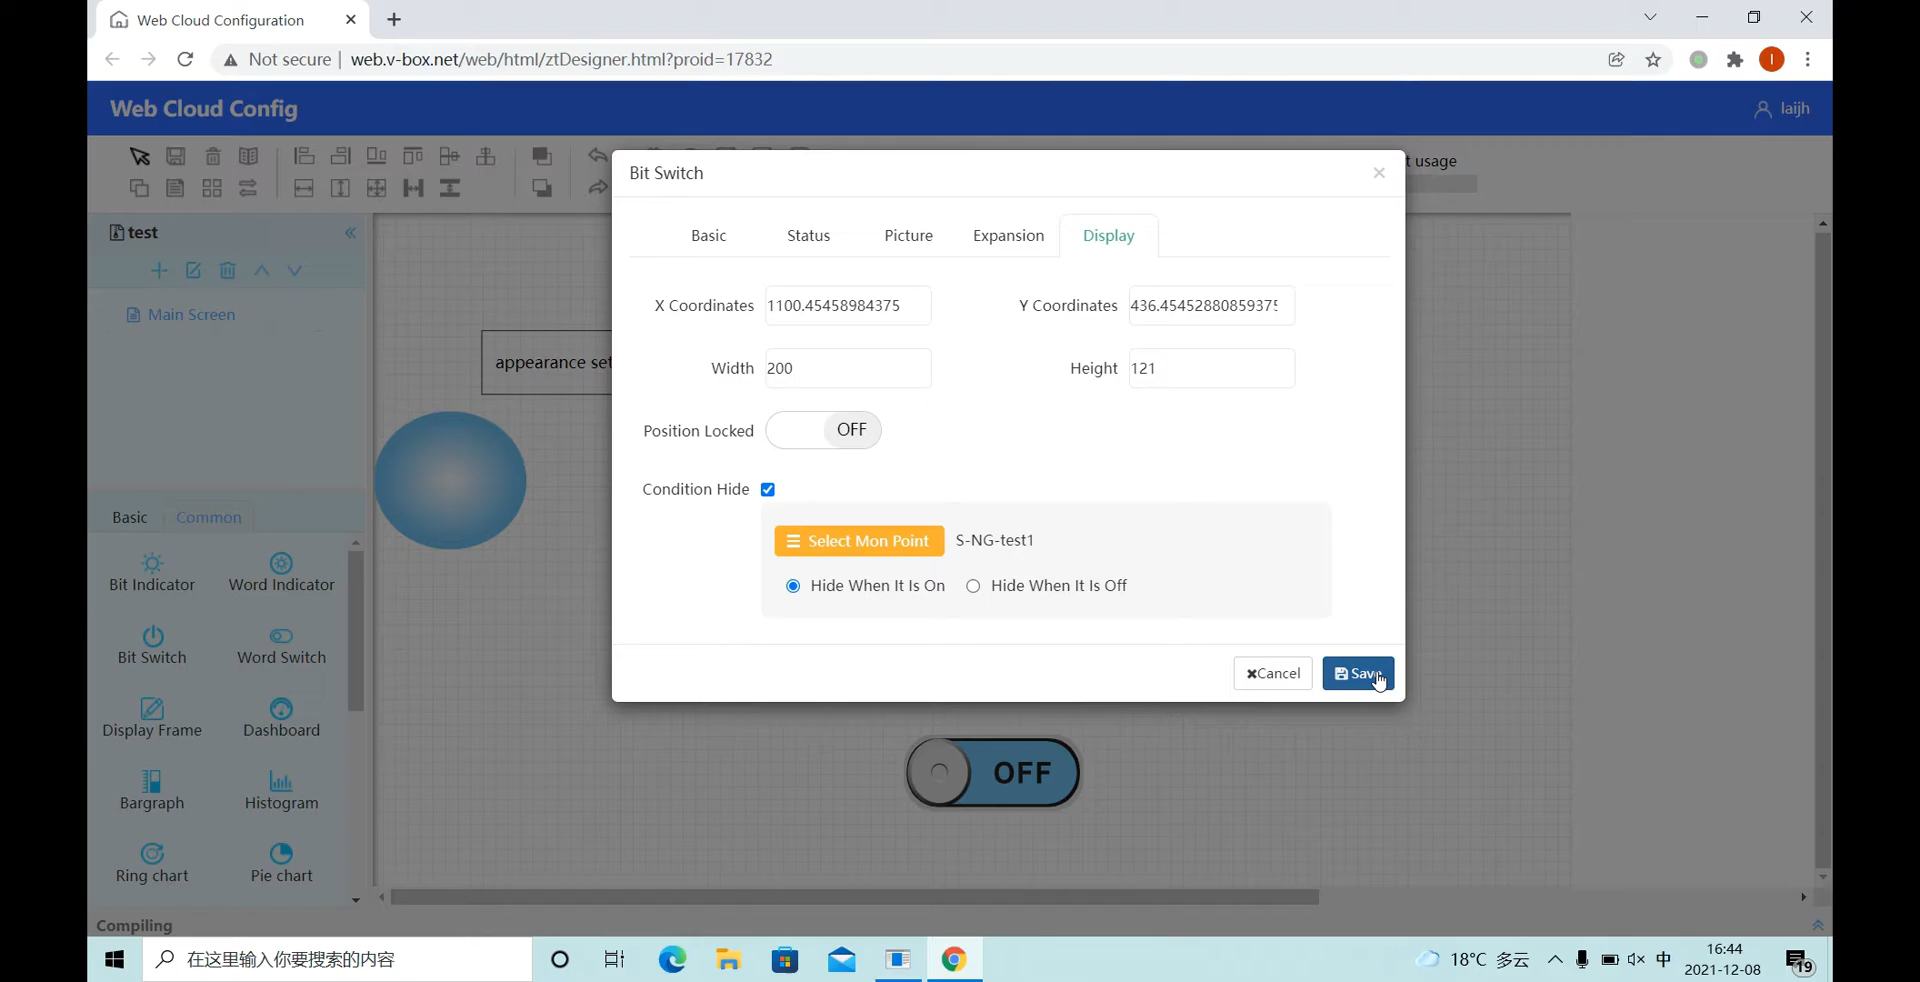 Web Cloud Configuration
Not secure | web.v-box.net/web/html/ztDesigner.html?proid=17832
I
Web Cloud Config
laijh
t usage
Bit Switch
Basic Status Picture Expansion Display
X Coordinates 1100.45458984375 Y Coordinates 436.45452880859375
Width 200 Height 121
Position Locked OFF
Condition Hide
Select Mon Point S-NG-test1
Hide When It Is On Hide When It Is Off
Cancel Save
test
Main Screen
appearance set
Basic Common
Bit Indicator Word Indicator
Bit Switch Word Switch
Display Frame Dashboard
Bargraph Histogram
Ring chart Pie chart
OFF
Compiling
在这里输入你要搜索的内容
18°C 多云
中
16:44
2021-12-08
19